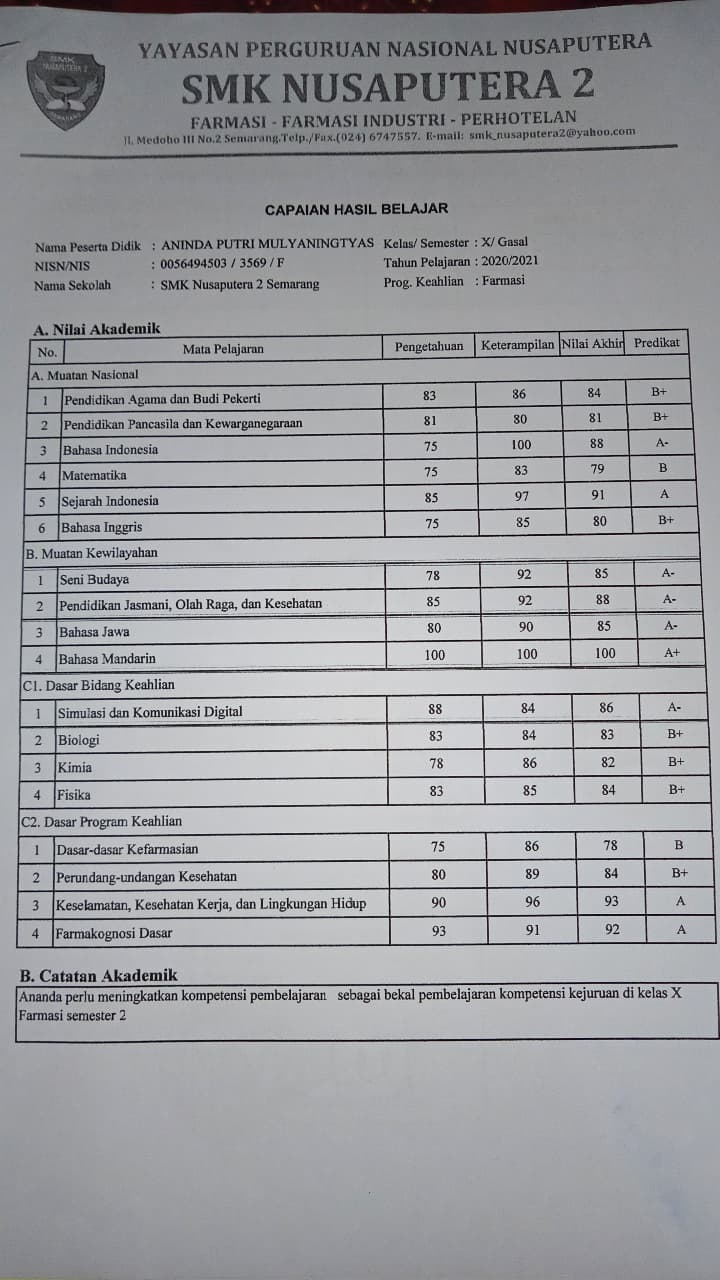 YAYASAN PERGURUAN NASIONAL NUSAPUTERA
SMK NUSAPUTERA 2
FARMASI - FARMASI INDUSTRI - PERHOTELAN
Jl. Medoho III No.2 Semarang.Telp./Fax.(024) 6747557. E-mail: smk_nusaputera2@yahoo.com
SMK
NUSAPUTERA 2
SEMARANG
CAPAIAN HASIL BELAJAR
Nama Peserta Didik : ANINDA PUTRI MULYANINGTYAS Kelas/ Semester : X/ Gasal
NISN/NIS : 0056494503 / 3569 / F Tahun Pelajaran : 2020/2021
Nama Sekolah : SMK Nusaputera 2 Semarang Prog. Keahlian : Farmasi
A. Nilai Akademik
No. Mata Pelajaran Pengetahuan Keterampilan Nilai Akhir Predikat
A. Muatan Nasional
1 Pendidikan Agama dan Budi Pekerti 83 86 84 B+
2 Pendidikan Pancasila dan Kewarganegaraan 81 80 81 B+
3 Bahasa Indonesia 75 100 88 A-
4 Matematika 75 83 79 B
5 Sejarah Indonesia 85 97 91 A
6 Bahasa Inggris 75 85 80 B+
B. Muatan Kewilayahan
1 Seni Budaya 78 92 85 A-
2 Pendidikan Jasmani, Olah Raga, dan Kesehatan 85 92 88 A-
3 Bahasa Jawa 80 90 85 A-
4 Bahasa Mandarin 100 100 100 A+
C1. Dasar Bidang Keahlian
1 Simulasi dan Komunikasi Digital 88 84 86 A-
2 Biologi 83 84 83 B+
3 Kimia 78 86 82 B+
4 Fisika 83 85 84 B+
C2. Dasar Program Keahlian
1 Dasar-dasar Kefarmasian 75 86 78 B
2 Perundang-undangan Kesehatan 80 89 84 B+
3 Keselamatan, Kesehatan Kerja, dan Lingkungan Hidup 90 96 93 A
4 Farmakognosi Dasar 93 91 92 A
B. Catatan Akademik
Ananda perlu meningkatkan kompetensi pembelajaran sebagai bekal pembelajaran kompetensi kejuruan di kelas X
Farmasi semester 2